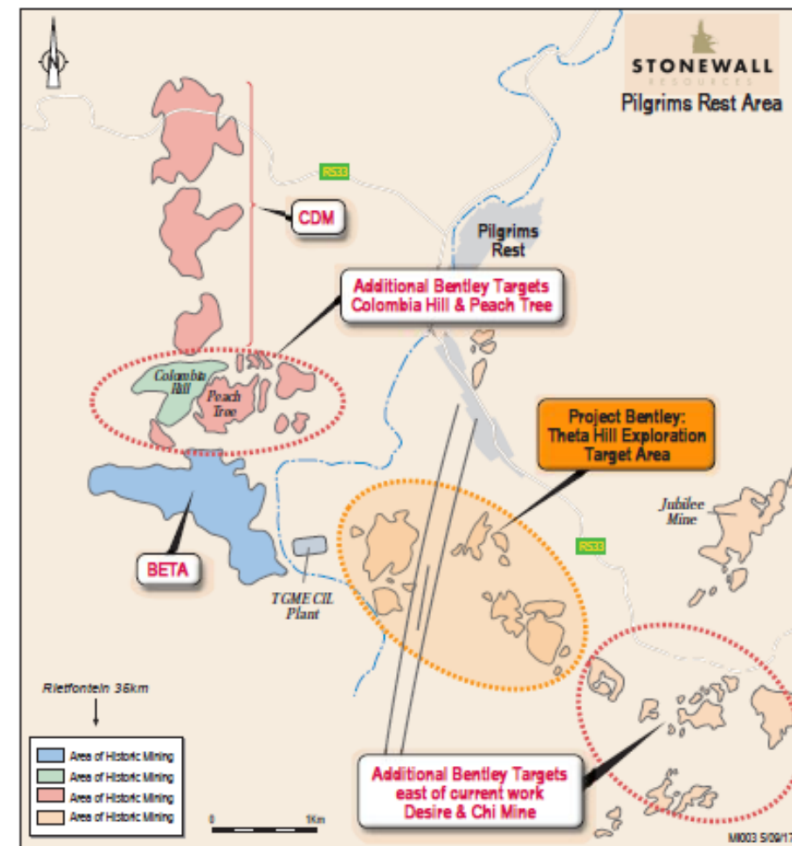 STONEWALL
RESOURCES
Pilgrims Rest Area
R533
CDM
Pilgrims
Rest
Additional Bentley Targets
Colombia Hill & Peach Tree
Colombia
Hill
Peach
Tree
Project Bentley:
Theta Hill Exploration
Target Area
Jubilee
Mine
R533
BETA
TGME CIL
Plant
Rietfontein 35km
Area of Historic Mining
Area of Historic Mining
Area of Historic Mining
Area of Historic Mining
0 1Km
Additional Bentley Targets
east of current work
Desire & Chi Mine
MI003 5/09/17